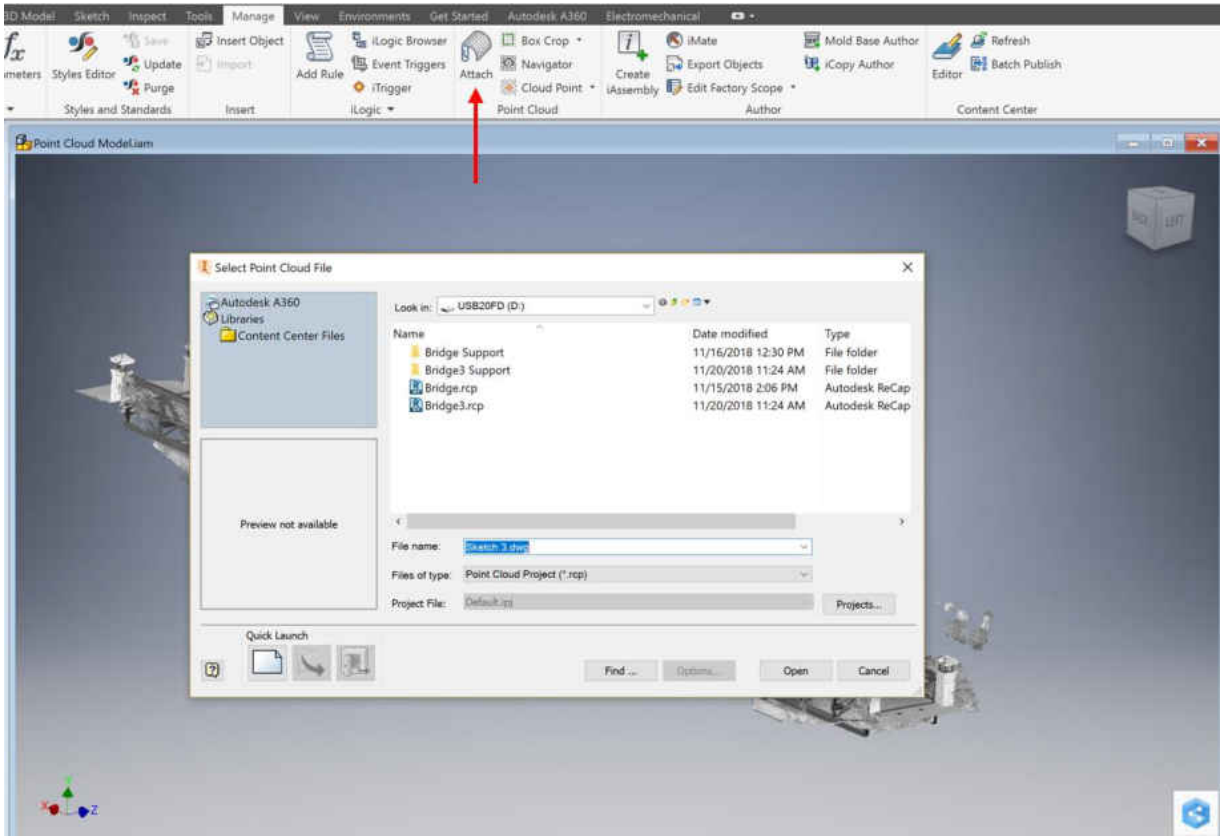 3D Model Sketch Inspect Tools Manage View Environments Get Started Autodesk A360 Electromechanical
fx Save Insert Object iLogic Browser Box Crop iMate Mold Base Author Refresh
Styles Editor Update Import Add Rule Event Triggers Attach Navigator Create Export Objects iCopy Author Editor Batch Publish
Purge iTrigger Cloud Point iAssembly Edit Factory Scope
Styles and Standards Insert iLogic Point Cloud Author Content Center
Point Cloud Model.iam
LEFT
Select Point Cloud File
Autodesk A360
Libraries
Content Center Files
Look in: USB20FD (D:)
Name Date modified Type
Bridge Support 11/16/2018 12:30 PM File folder
Bridge3 Support 11/20/2018 11:24 AM File folder
Bridge.rcp 11/15/2018 2:06 PM Autodesk ReCap
Bridge3.rcp 11/20/2018 11:24 AM Autodesk ReCap
Preview not available
File name: Sketch 3.dwg
Files of type: Point Cloud Project (*.rcp)
Project File: Default.ipj Projects...
Quick Launch
Find ... Options... Open Cancel
X Y Z